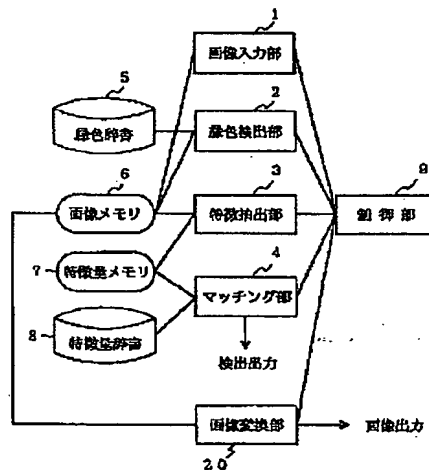 1
画像入力部
5
2
緑色辞書
緑色検出部
6
3
9
画像メモリ
特徴抽出部
制御部
7
特徴量メモリ
4
マッチング部
8
特徴量辞書
検出出力
画像変換部
画像出力
20